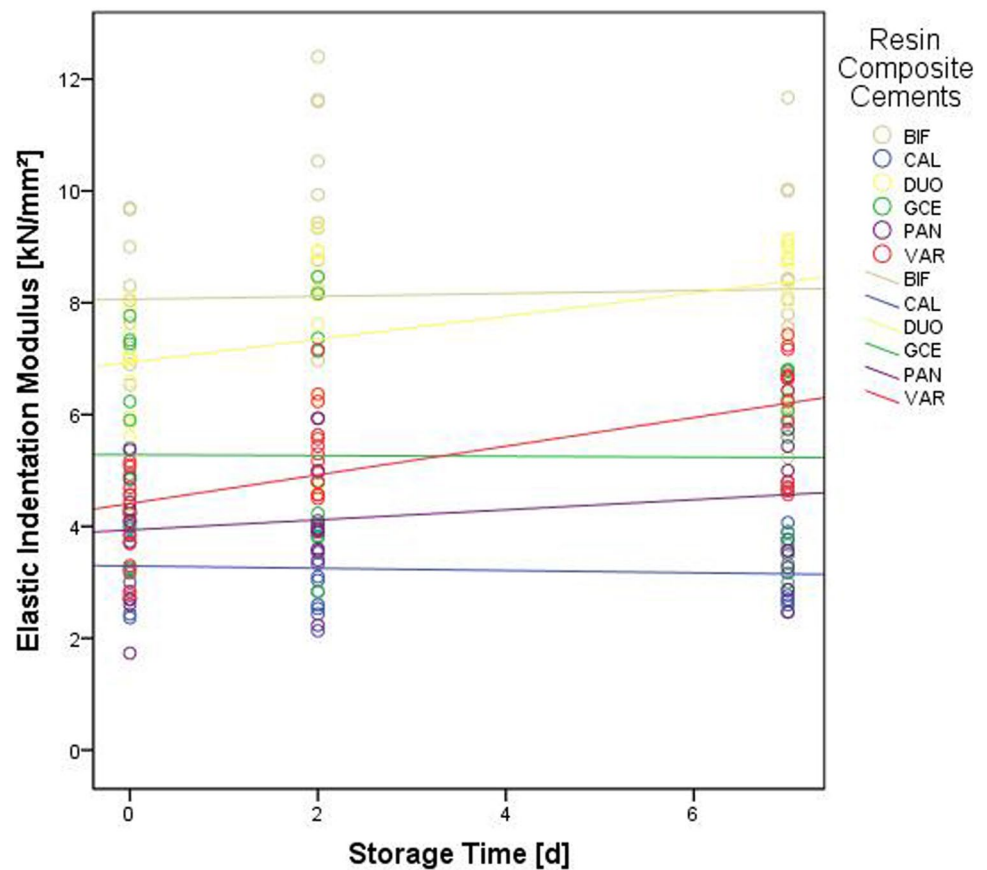 Elastic Indentation Modulus [kN/mm²]
12
10
8
6
4
2
0
0 2 4 6
Storage Time [d]
Resin
Composite
Cements
BIF
CAL
DUO
GCE
PAN
VAR
BIF
CAL
DUO
GCE
PAN
VAR